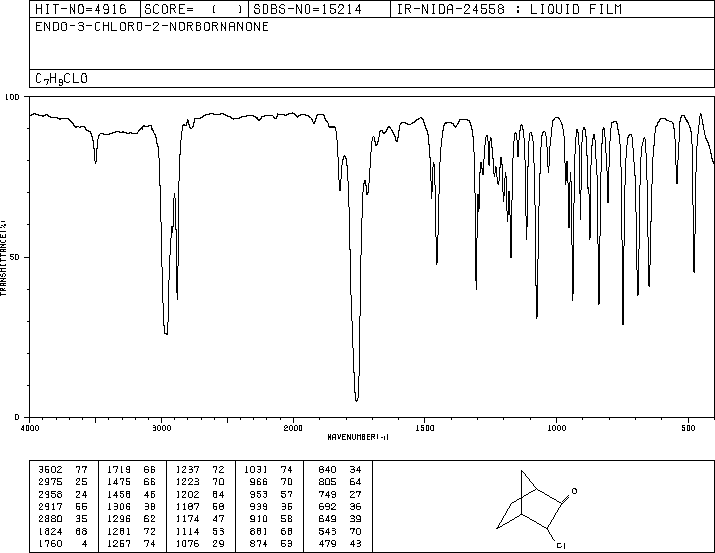 HIT-NO=4916 SCORE= ( ) SDBS-NO=15214 IR-NIDA-24558 : LIQUID FILM
ENDO-3-CHLORO-2-NORBORNANONE
C7H9CLO
100
50
0
TRANSMITTANCE(%)
4000 3000 2000 1500 1000 500
WAVENUMBER(-1)
3502 77 1719 66 1237 72 1031 74 840 34
2975 25 1475 66 1223 70 966 70 805 64
2958 24 1458 46 1202 64 953 57 749 27
2917 55 1306 38 1187 58 939 35 692 36
2880 35 1296 62 1174 47 910 58 649 39
1824 68 1281 72 1114 53 881 68 543 70
1760 4 1267 74 1076 29 874 53 479 43
O
Cl